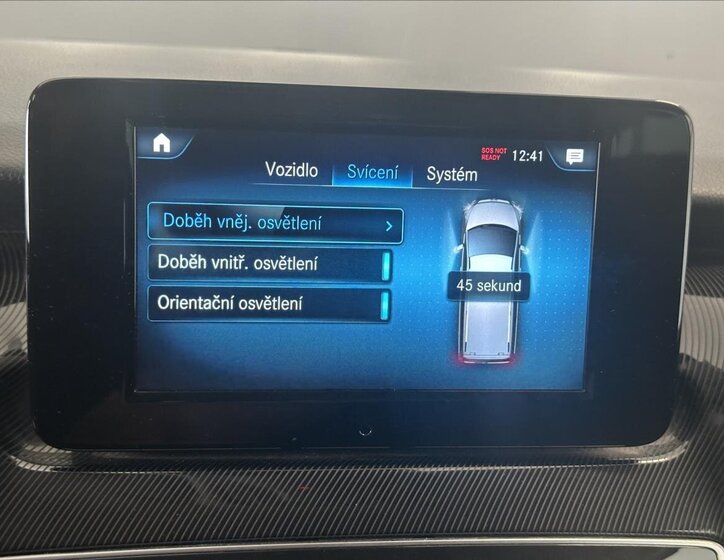 SOS NOT
READY
12:41
Vozidlo
Svícení
Systém
Doběh vněj. osvětlení
Doběh vnitř. osvětlení
Orientační osvětlení
45 sekund